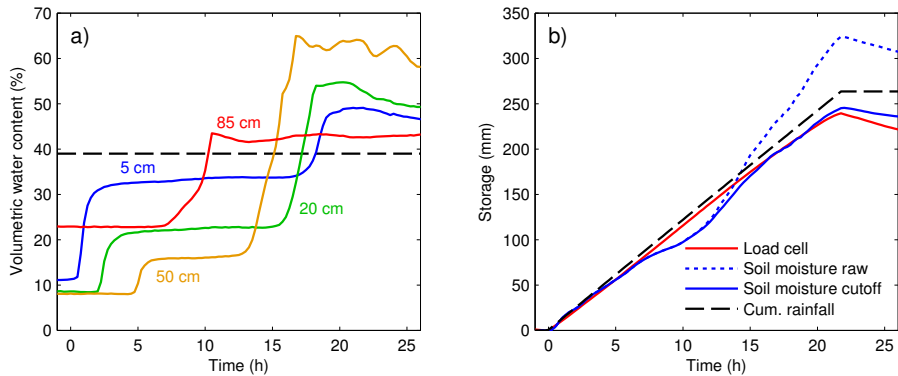 a)
Volumetric water content (%)
70
60
50
40
30
20
10
0
85 cm
5 cm
20 cm
50 cm
0 5 10 15 20 25
Time (h)
b)
Storage (mm)
350
300
250
200
150
100
50
0
Load cell
Soil moisture raw
Soil moisture cutoff
Cum. rainfall
0 5 10 15 20 25
Time (h)